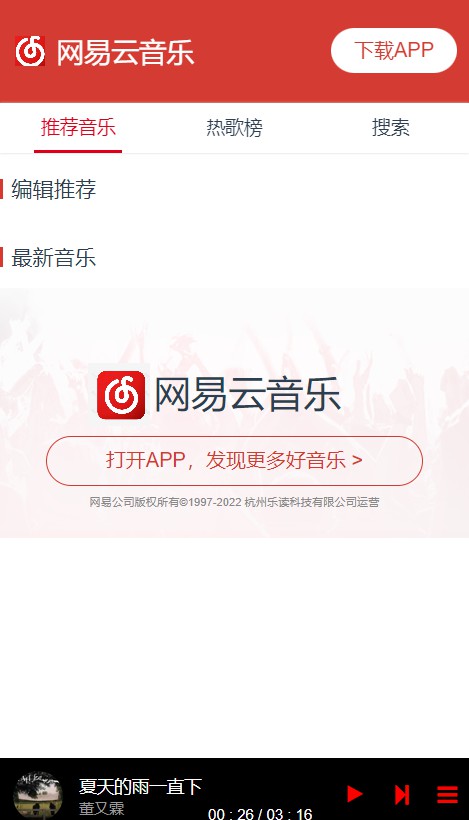 网易云音乐
下载APP
推荐音乐 热歌榜 搜索
编辑推荐
最新音乐
网易云音乐
打开APP，发现更多好音乐 >
网易公司版权所有©1997-2022 杭州乐读科技有限公司运营
夏天的雨一直下
董又霖
00 : 26 / 03 : 16